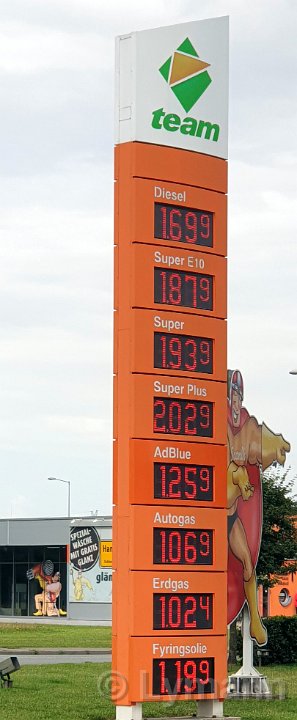 team
Diesel
1.69⁹
Super E10
1.87⁹
Super
1.93⁹
Super Plus
2.02⁹
AdBlue
1.25⁹
Autogas
1.06⁹
Erdgas
1.02⁴
Fyringsolie
1.19⁹
SPEZIAL-
WÄSCHE
MIT GRATIS
Glanz
© Lymann